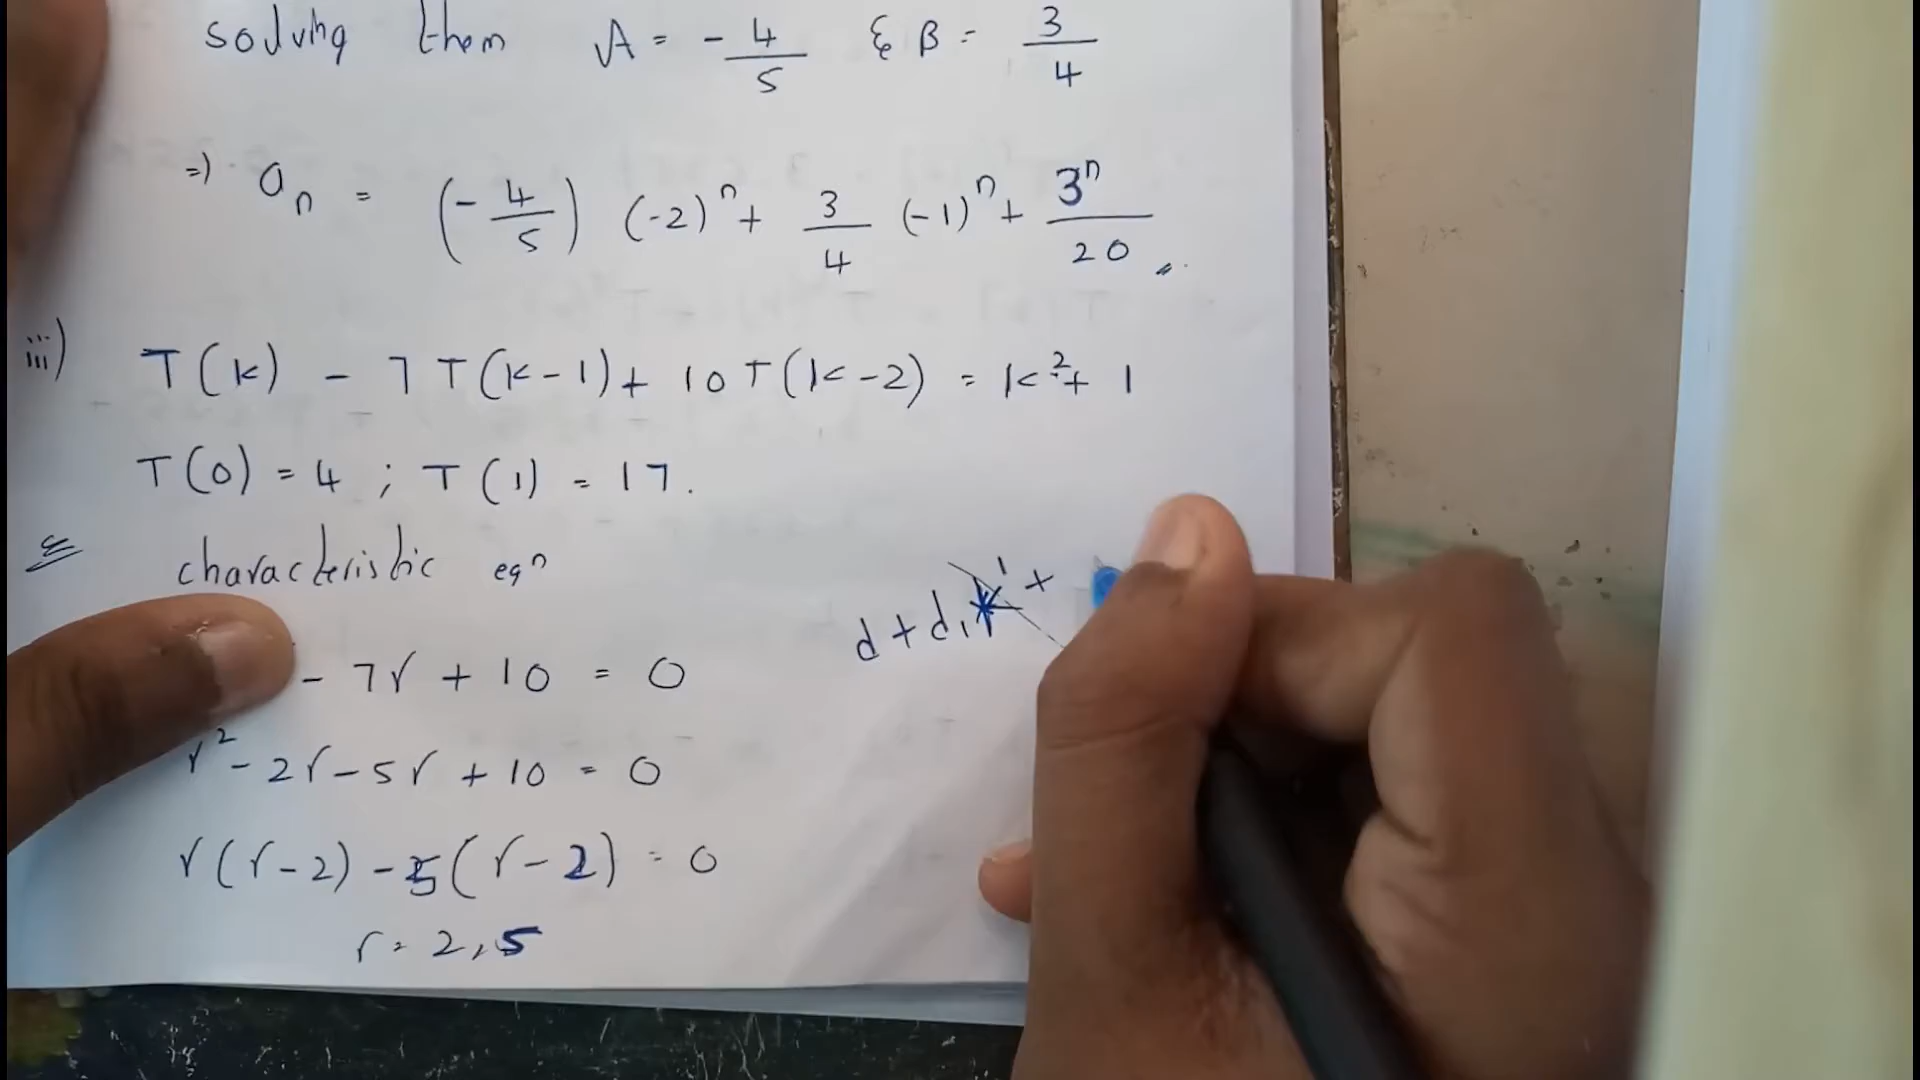 solving them A = - 4/5 & B = 3/4
=) an = (- 4/5) (-2)^n + 3/4 (-1)^n + 3^n/20
iii) T(k) - 7T(k-1) + 10T(k-2) = k^2 + 1
T(0) = 4 ; T(1) = 17.
characteristic eqn
- 7r + 10 = 0
r^2 - 2r - 5r + 10 = 0
r(r-2) - 5(r-2) = 0
r = 2, 5
d + d1